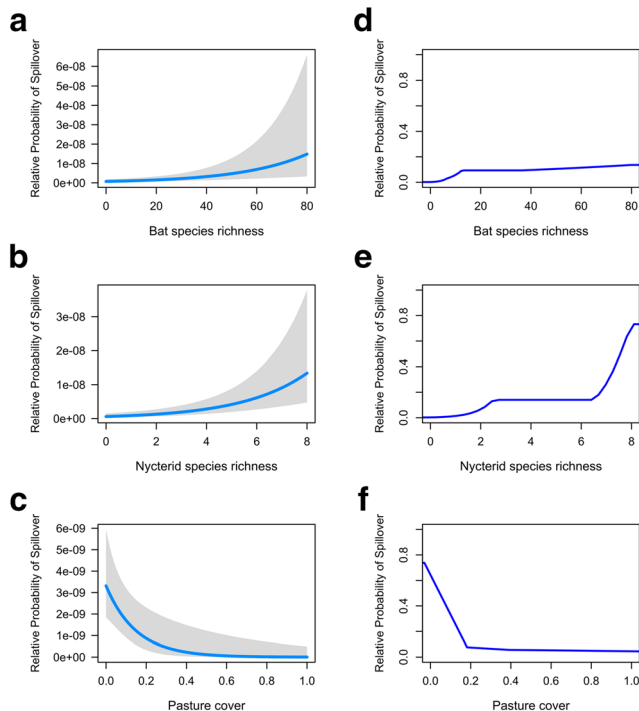 a
Relative Probability of Spillover
6e-08
5e-08
4e-08
3e-08
2e-08
1e-08
0e+00
0 20 40 60 80
Bat species richness
d
Relative Probability of Spillover
0.8
0.4
0.0
0 20 40 60 80
Bat species richness
b
Relative Probability of Spillover
3e-08
2e-08
1e-08
0e+00
0 2 4 6 8
Nycterid species richness
e
Relative Probability of Spillover
0.8
0.4
0.0
0 2 4 6 8
Nycterid species richness
c
Relative Probability of Spillover
6e-09
5e-09
4e-09
3e-09
2e-09
1e-09
0e+00
0.0 0.2 0.4 0.6 0.8 1.0
Pasture cover
f
Relative Probability of Spillover
0.8
0.4
0.0
0.0 0.2 0.4 0.6 0.8 1.0
Pasture cover